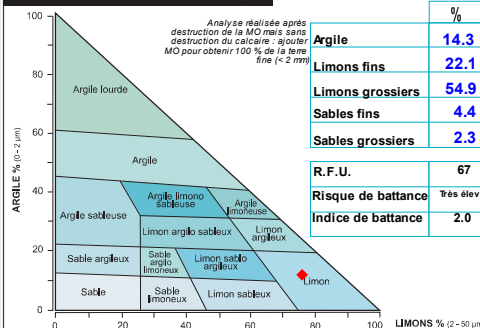 Analyse réalisée après
destruction de la MO mais sans
destruction du calcaire : ajouter
MO pour obtenir 100 % de la terre
fine (< 2 mm)
%
Argile 14.3
Limons fins 22.1
Limons grossiers 54.9
Sables fins 4.4
Sables grossiers 2.3
R.F.U. 67
Risque de battance Très élev
Indice de battance 2.0
ARGILE % (0 - 2 µm)
100
80
60
40
20
0
Argile lourde
Argile
Argile sableuse
Argile limono
sableuse
Argile
limoneuse
Limon argilo sableux
Limon
argileux
Sable argileux
Sable
argilo
limoneux
Limon sablo
argileux
Limon
Sable
Sable
limoneux
Limon sableux
0 20 40 60 80 100
LIMONS % (2 - 50 µm